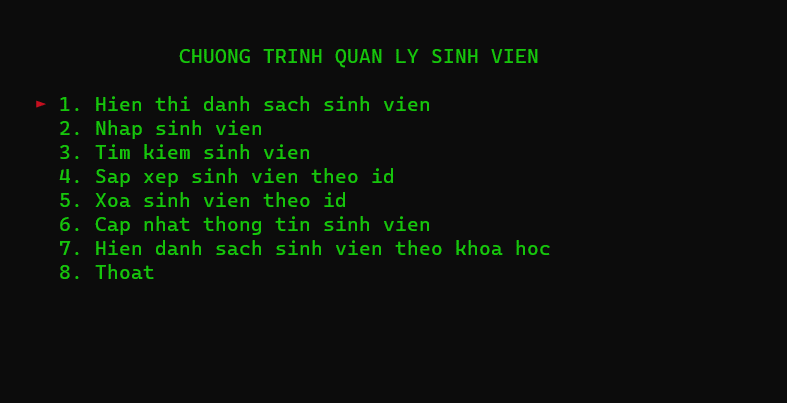 CHUONG TRINH QUAN LY SINH VIEN
► 1. Hien thi danh sach sinh vien
2. Nhap sinh vien
3. Tim kiem sinh vien
4. Sap xep sinh vien theo id
5. Xoa sinh vien theo id
6. Cap nhat thong tin sinh vien
7. Hien danh sach sinh vien theo khoa hoc
8. Thoat